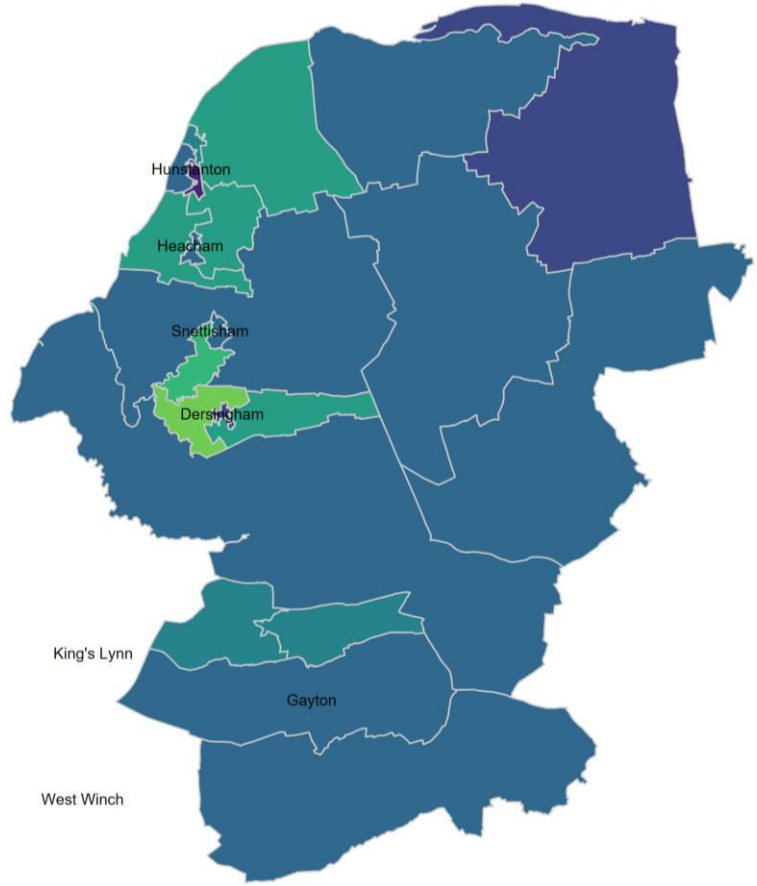 Hunstanton
Heacham
Snettisham
Dersingham
King's Lynn
Gayton
West Winch